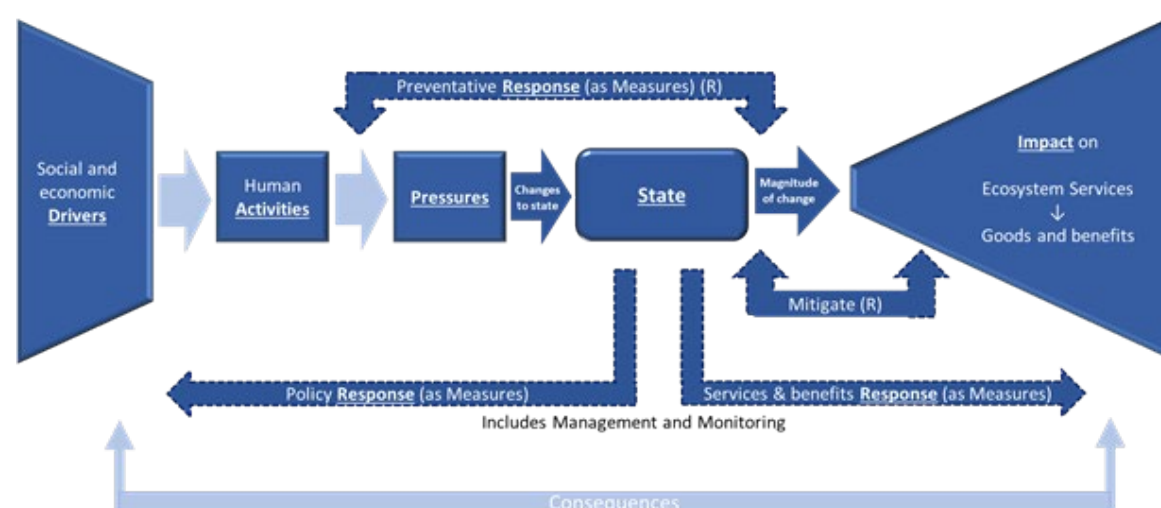 Preventative Response (as Measures) (R)
Social and
economic
Drivers
Human
Activities
Pressures
Changes
to state
State
Magnitude
of change
Impact on
Ecosystem Services
↓
Goods and benefits
Mitigate (R)
Policy Response (as Measures)
Services & benefits Response (as Measures)
Includes Management and Monitoring
Consequences